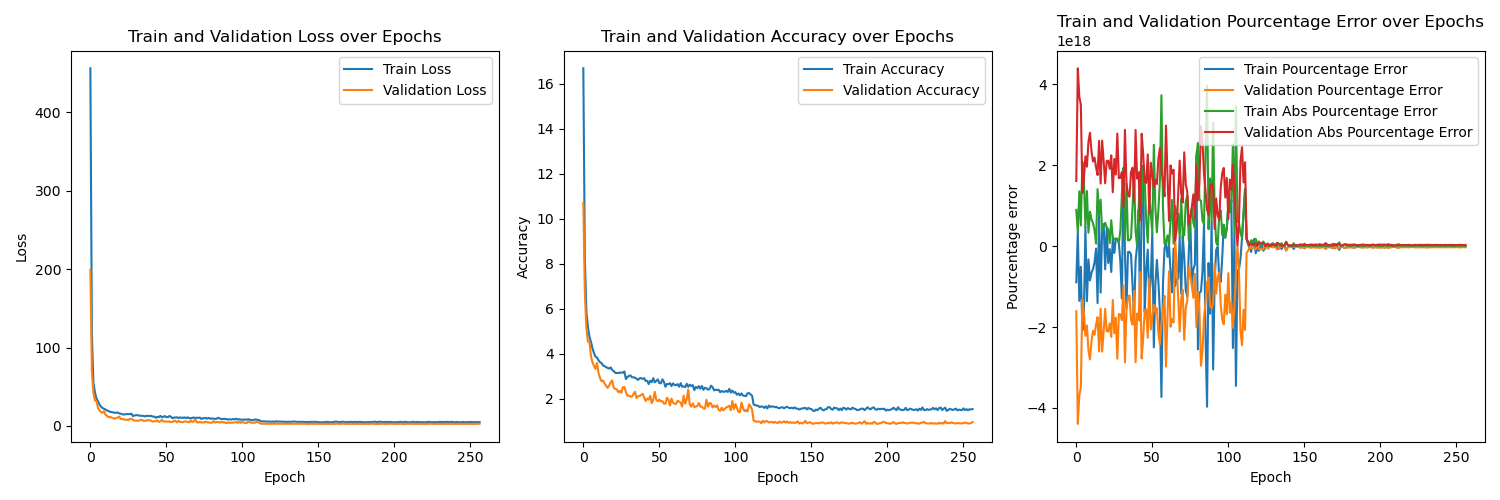 Train and Validation Loss over Epochs
Loss
400
300
200
100
0
0 50 100 150 200 250
Epoch
Train Loss
Validation Loss
Train and Validation Accuracy over Epochs
Accuracy
16
14
12
10
8
6
4
2
0 50 100 150 200 250
Epoch
Train Accuracy
Validation Accuracy
Train and Validation Pourcentage Error over Epochs
1e18
Pourcentage error
4
2
0
−2
−4
0 50 100 150 200 250
Epoch
Train Pourcentage Error
Validation Pourcentage Error
Train Abs Pourcentage Error
Validation Abs Pourcentage Error